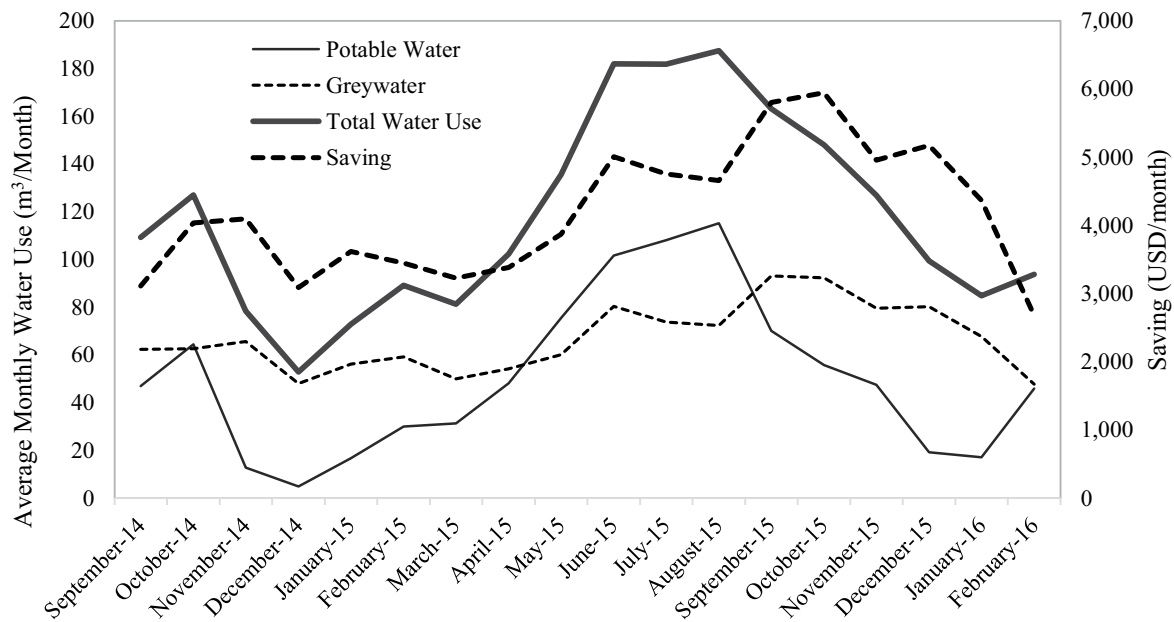 Average Monthly Water Use (m³/Month)
200
180
160
140
120
100
80
60
40
20
0
Potable Water
Greywater
Total Water Use
Saving
7,000
6,000
5,000
4,000
3,000
2,000
1,000
0
Saving (USD/month)
September-14
October-14
November-14
December-14
January-15
February-15
March-15
April-15
May-15
June-15
July-15
August-15
September-15
October-15
November-15
December-15
January-16
February-16